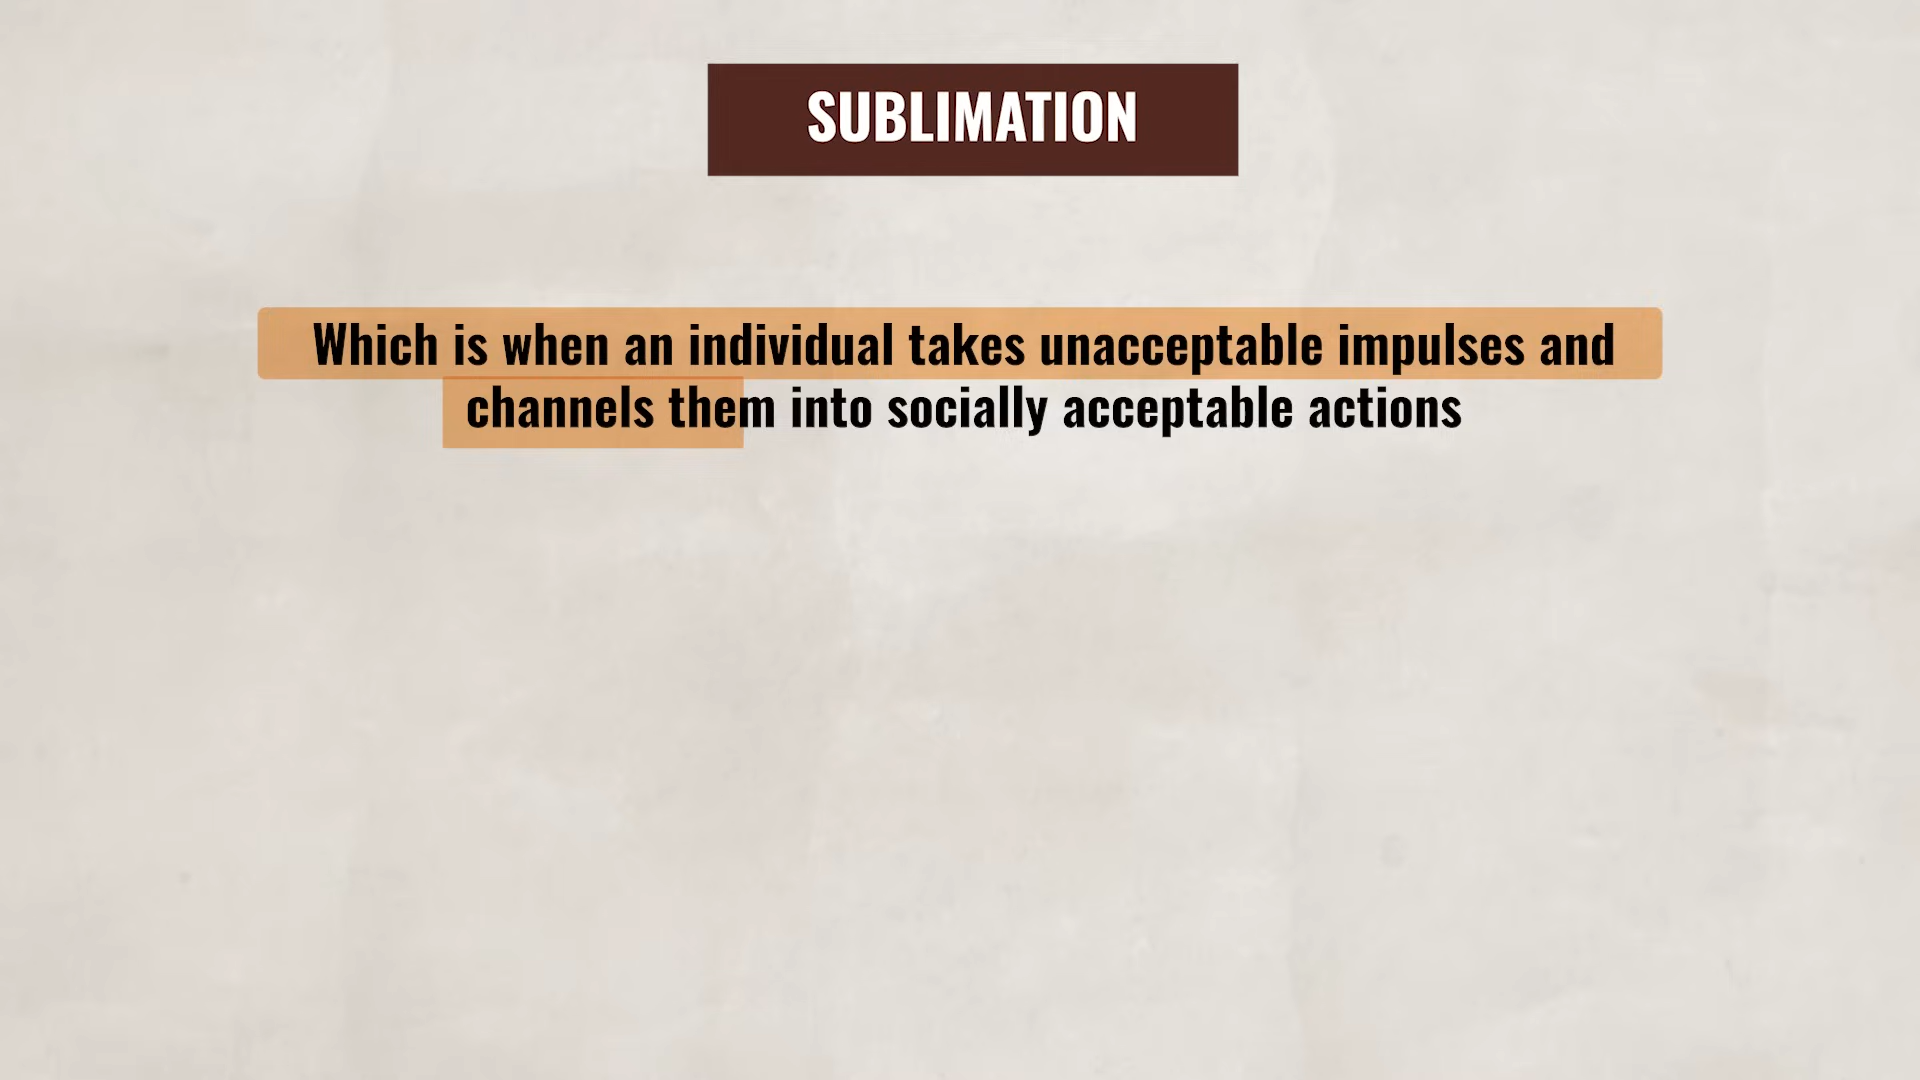 SUBLIMATION
Which is when an individual takes unacceptable impulses and
channels them into socially acceptable actions